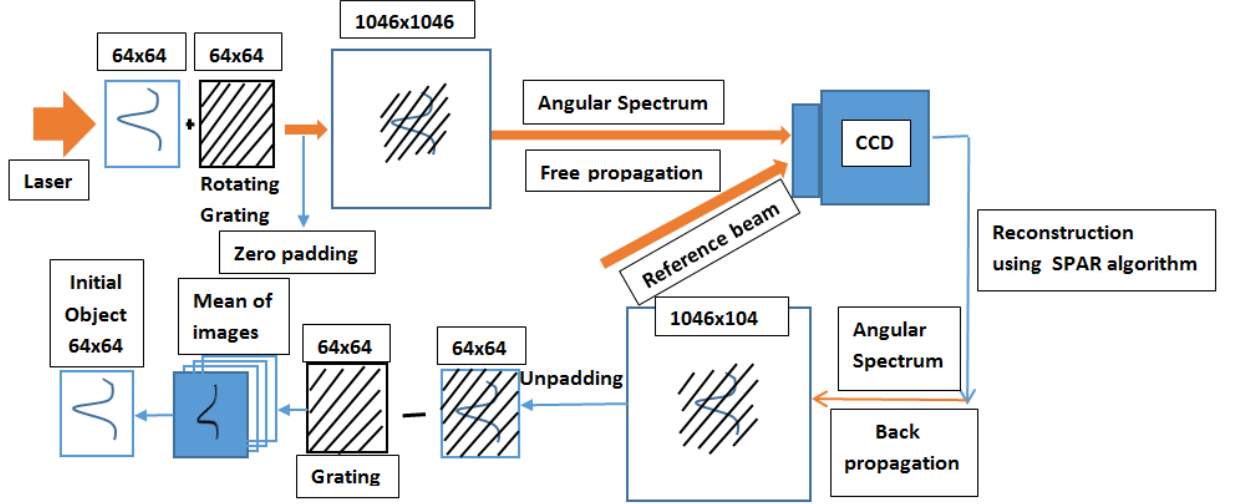 1046x1046
64x64
64x64
Angular Spectrum
CCD
Free propagation
Laser
Rotating
Grating
Reference beam
Zero padding
Reconstruction
using SPAR algorithm
Initial
Object
64x64
Mean of
images
64x64
64x64
Unpadding
1046x104
Angular
Spectrum
Back
propagation
Grating